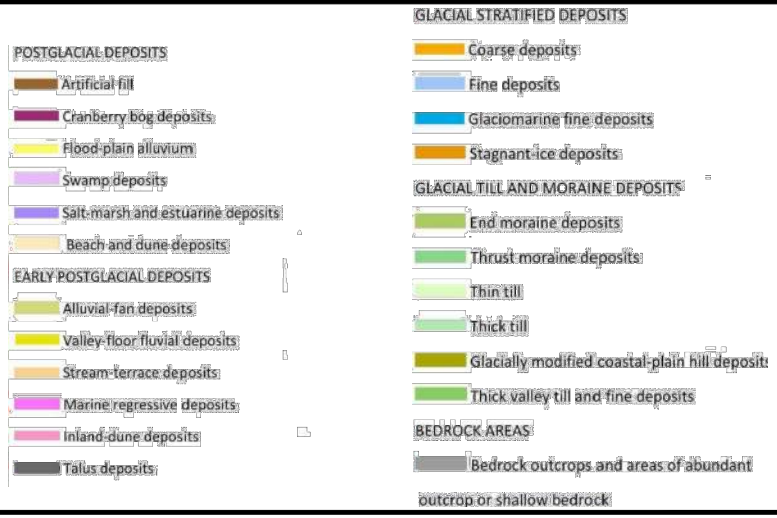 POSTGLACIAL DEPOSITS
Artificial fill
Cranberry bog deposits
Flood-plain alluvium
Swamp deposits
Salt-marsh and estuarine deposits
Beach and dune deposits
EARLY POSTGLACIAL DEPOSITS
Alluvial-fan deposits
Valley-floor fluvial deposits
Stream-terrace deposits
Marine regressive deposits
Inland-dune deposits
Talus deposits
GLACIAL STRATIFIED DEPOSITS
Coarse deposits
Fine deposits
Glaciomarine fine deposits
Stagnant-ice deposits
GLACIAL TILL AND MORAINE DEPOSITS
End moraine deposits
Thrust moraine deposits
Thin till
Thick till
Glacially modified coastal-plain hill deposits
Thick valley till and fine deposits
BEDROCK AREAS
Bedrock outcrops and areas of abundant
outcrop or shallow bedrock